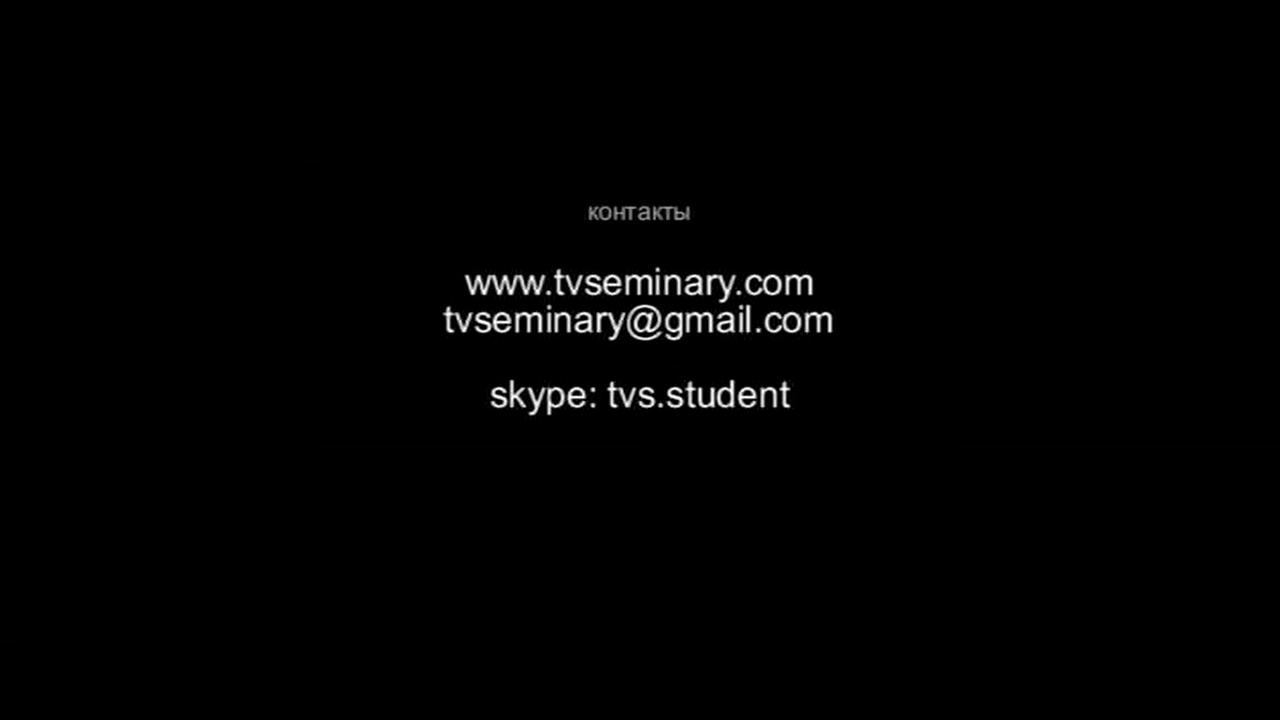 контакты
www.tvseminary.com
tvseminary@gmail.com
skype: tvs.student